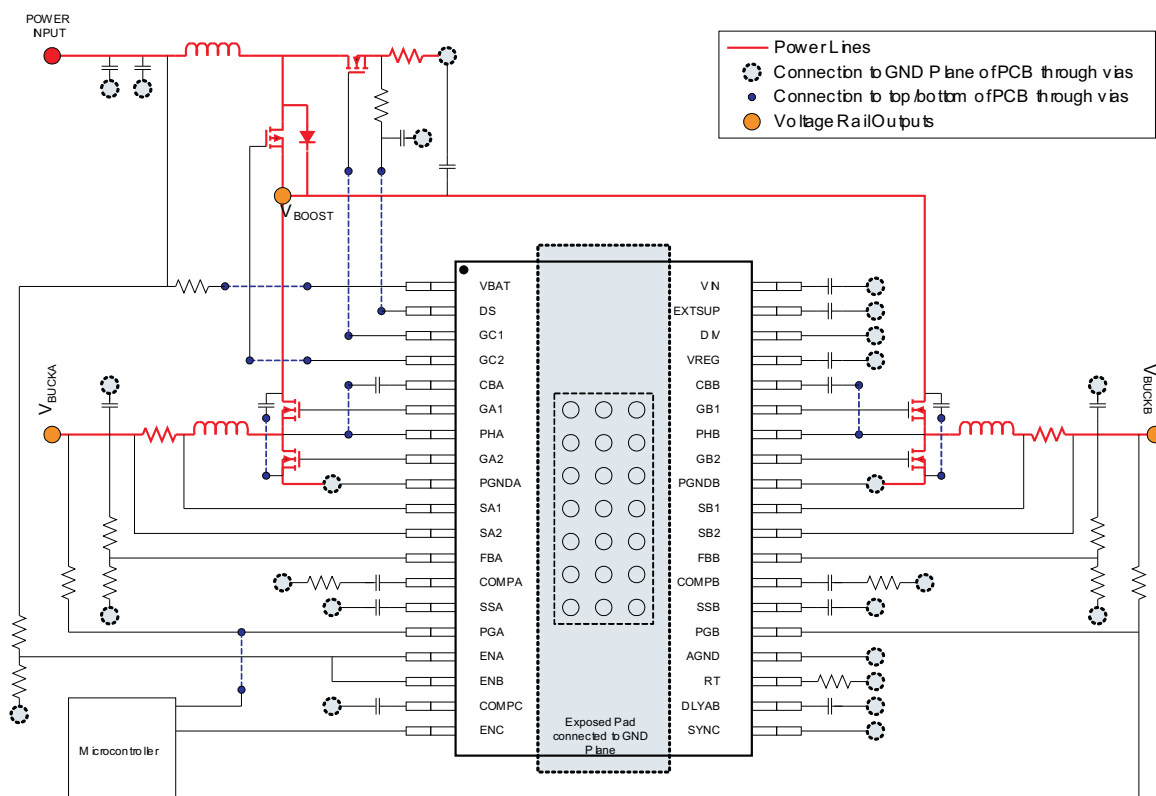 POWER
INPUT
Power Lines
Connection to GND Plane of PCB through vias
Connection to top/bottom of PCB through vias
Voltage Rail Outputs
VBOOST
VBUCKA
VBUCKB
VBAT
DS
GC1
GC2
CBA
GA1
PHA
GA2
PGNDA
SA1
SA2
FBA
COMPA
SSA
PGA
ENA
ENB
COMPC
ENC
VIN
EXTSUP
DIV
VREG
CBB
GB1
PHB
GB2
PGNDB
SB1
SB2
FBB
COMPB
SSB
PGB
AGND
RT
DLYAB
SYNC
Exposed Pad
connected to GND
Plane
Microcontroller